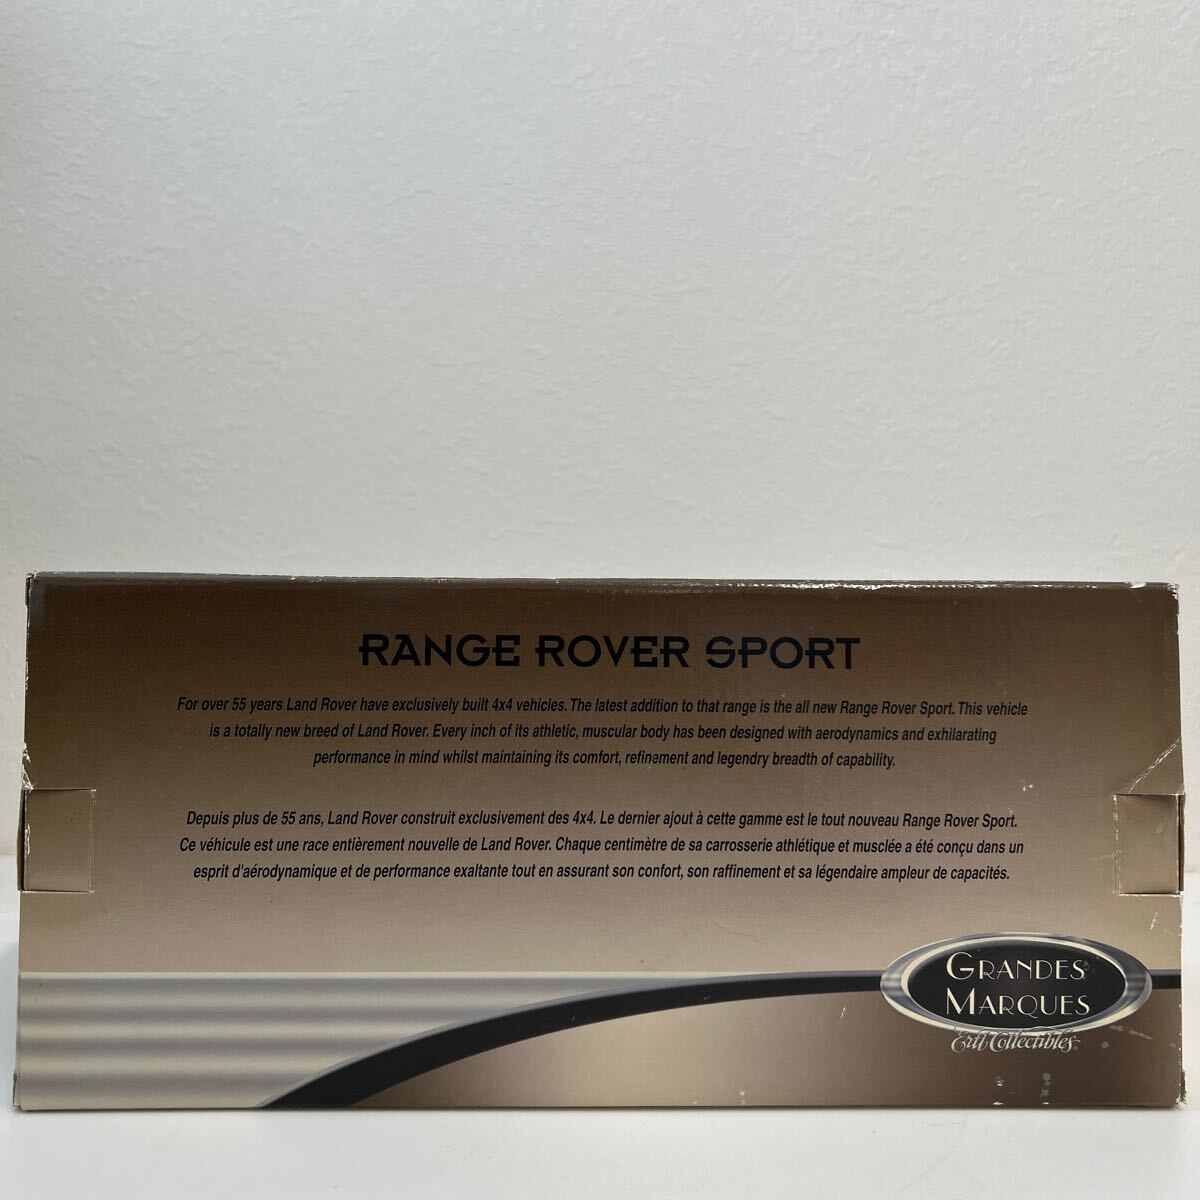 RANGE ROVER SPORT
For over 55 years Land Rover have exclusively built 4x4 vehicles. The latest addition to that range is the all new Range Rover Sport. This vehicle
is a totally new breed of Land Rover. Every inch of its athletic, muscular body has been designed with aerodynamics and exhilarating
performance in mind whilst maintaining its comfort, refinement and legendry breadth of capability.
Depuis plus de 55 ans, Land Rover construit exclusivement des 4x4. Le dernier ajout à cette gamme est le tout nouveau Range Rover Sport.
Ce véhicule est une race entièrement nouvelle de Land Rover. Chaque centimètre de sa carrosserie athlétique et musclée a été conçu dans un
esprit d'aérodynamique et de performance exaltante tout en assurant son confort, son raffinement et sa légendaire ampleur de capacités.
GRANDES
MARQUES
Ertl Collectibles